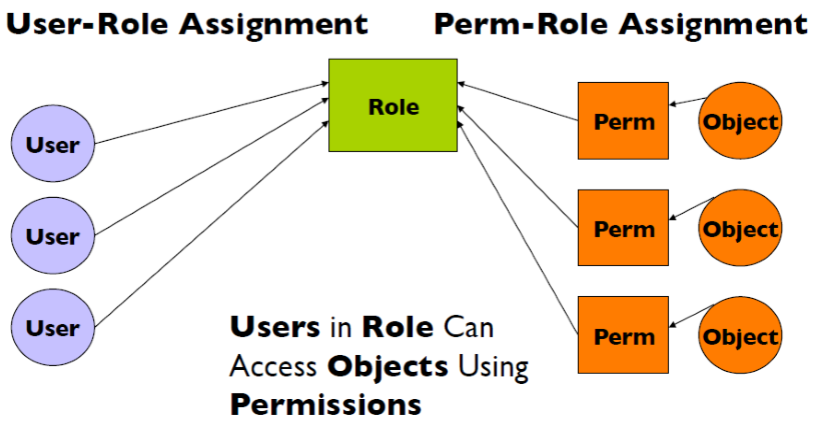 User-Role Assignment
Perm-Role Assignment
Role
User
Perm
Object
User
Perm
Object
User
Perm
Object
Users in Role Can
Access Objects Using
Permissions